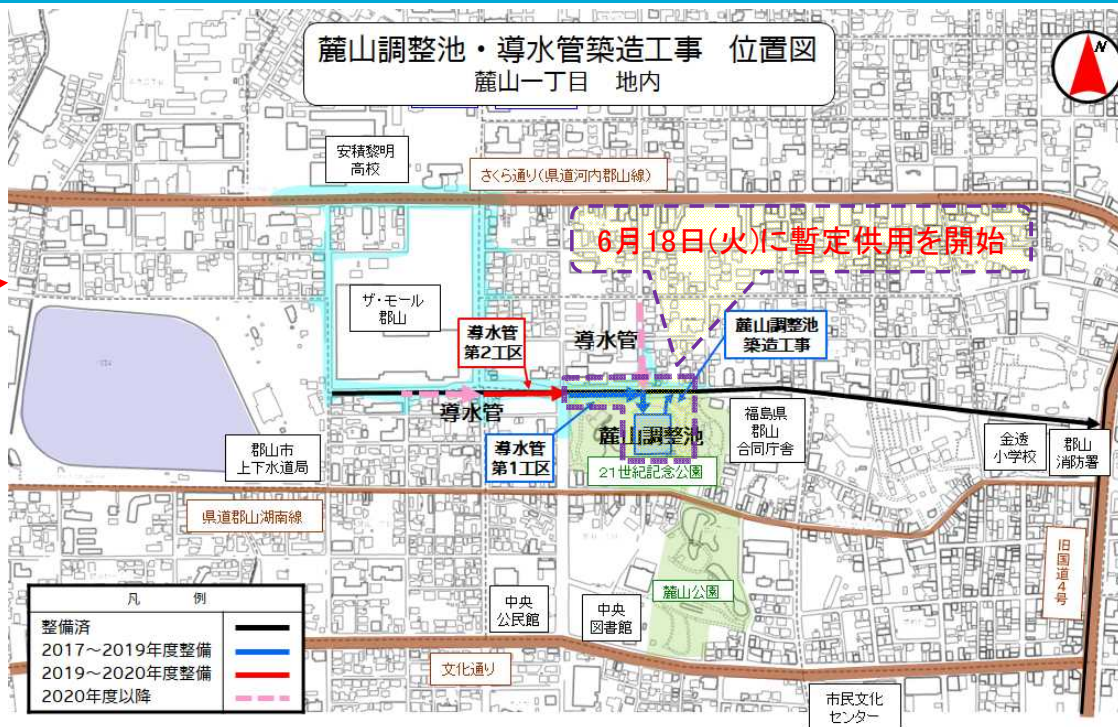 麓山調整池・導水管築造工事　位置図
麓山一丁目　地内
N
安積黎明
高校
さくら通り(県道河内郡山線)
6月18日(火)に暫定供用を開始
ザ・モール
郡山
導水管
第2工区
導水管
麓山調整池
築造工事
導水管
導水管
第1工区
麓山調整池
21世紀記念公園
福島県
郡山
合同庁舎
金透
小学校
郡山
消防署
郡山市
上下水道局
県道郡山湖南線
旧国道4号
麓山公園
中央
公民館
中央
図書館
文化通り
市民文化
センター
凡　例
整備済
2017～2019年度整備
2019～2020年度整備
2020年度以降